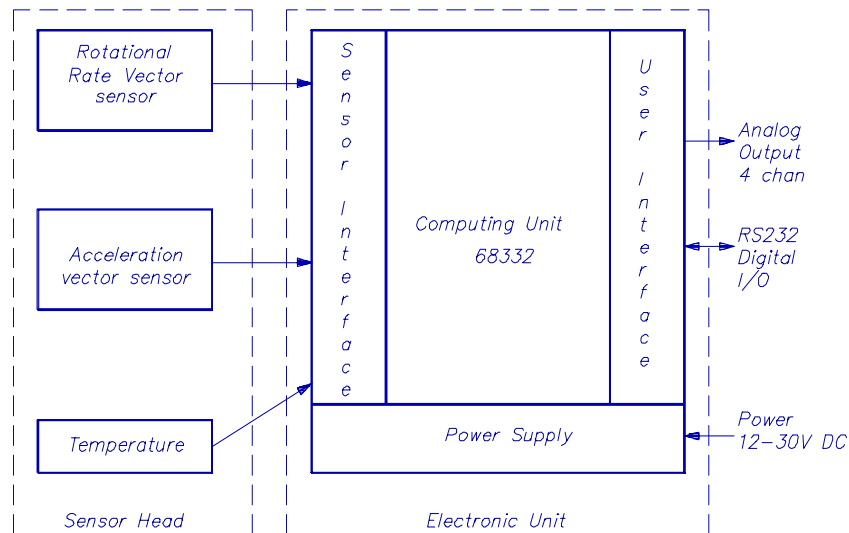 Rotational
Rate Vector
sensor
Acceleration
vector sensor
Temperature
Sensor Head
Sensor Interface
Computing Unit
68332
User Interface
Power Supply
Electronic Unit
Analog
Output
4 chan
RS232
Digital
I/O
Power
12-30V DC